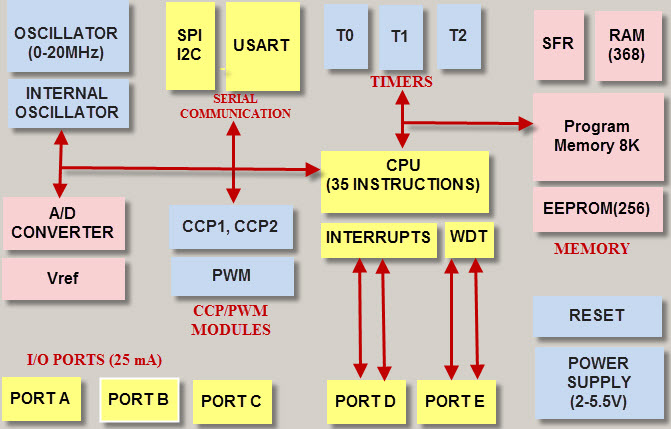 OSCILLATOR
(0-20MHz)
INTERNAL
OSCILLATOR
SPI
I2C
USART
SERIAL
COMMUNICATION
T0
T1
T2
TIMERS
SFR
RAM
(368)
Program
Memory 8K
EEPROM(256)
MEMORY
CPU
(35 INSTRUCTIONS)
A/D
CONVERTER
Vref
CCP1, CCP2
PWM
CCP/PWM
MODULES
INTERRUPTS
WDT
RESET
POWER
SUPPLY
(2-5.5V)
I/O PORTS (25 mA)
PORT A
PORT B
PORT C
PORT D
PORT E